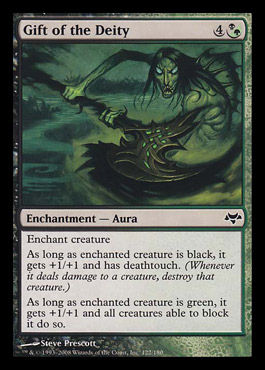 Gift of the Deity 4
Enchantment — Aura
Enchant creature
As long as enchanted creature is black, it
gets +1/+1 and has deathtouch. (Whenever
it deals damage to a creature, destroy that
creature.)
As long as enchanted creature is green, it
gets +1/+1 and all creatures able to block
it do so.
Steve Prescott
™ & © 1993–2008 Wizards of the Coast, Inc. 122/180